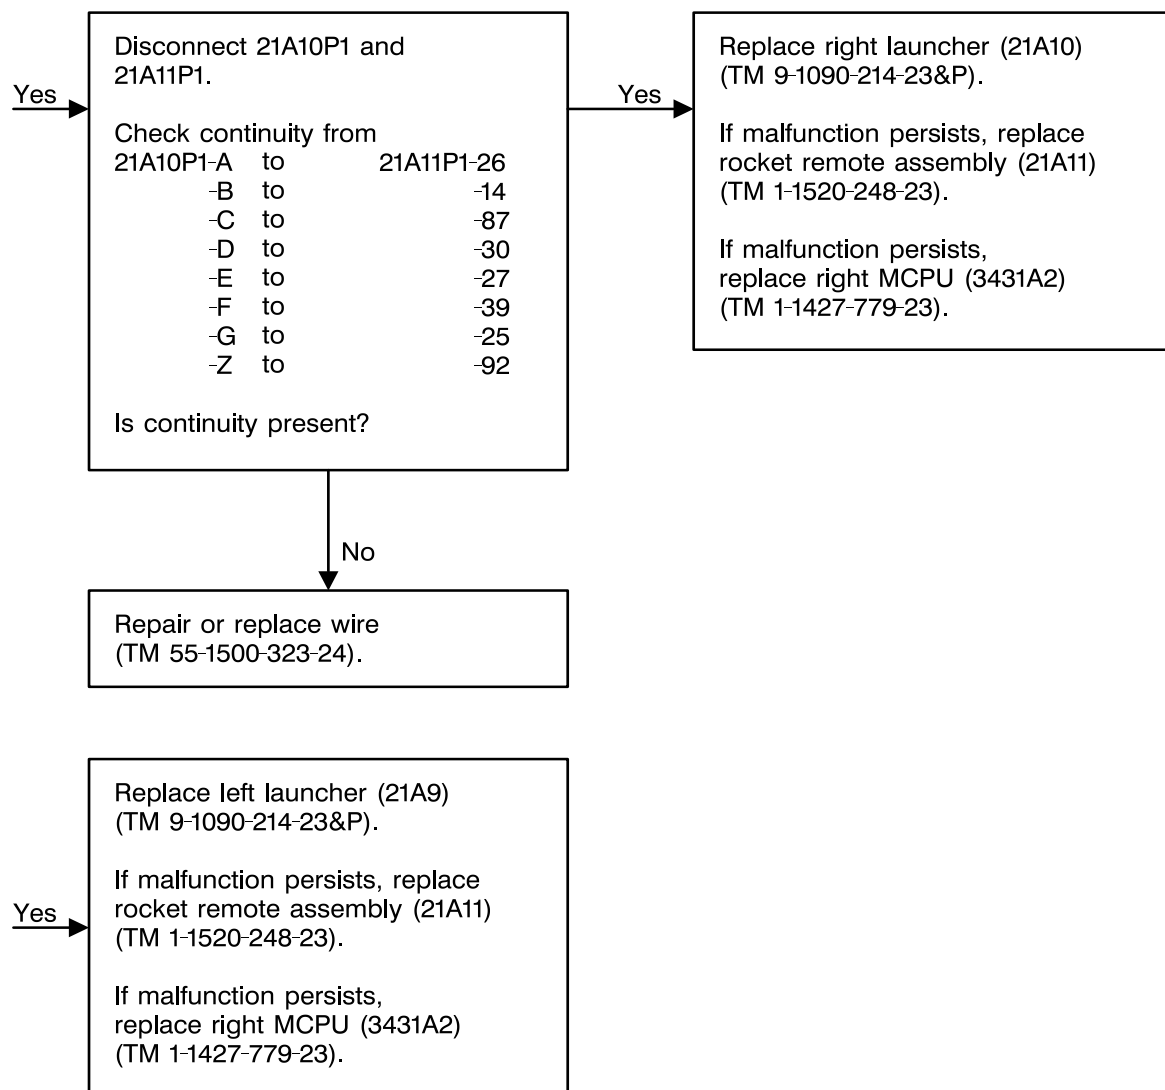 Yes
Disconnect 21A10P1 and
21A11P1.
Check continuity from
21A10P1-A to 21A11P1-26
-B to -14
-C to -87
-D to -30
-E to -27
-F to -39
-G to -25
-Z to -92
Is continuity present?
Yes
Replace right launcher (21A10)
(TM 9-1090-214-23&P).
If malfunction persists, replace
rocket remote assembly (21A11)
(TM 1-1520-248-23).
If malfunction persists,
replace right MCPU (3431A2)
(TM 1-1427-779-23).
No
Repair or replace wire
(TM 55-1500-323-24).
Yes
Replace left launcher (21A9)
(TM 9-1090-214-23&P).
If malfunction persists, replace
rocket remote assembly (21A11)
(TM 1-1520-248-23).
If malfunction persists,
replace right MCPU (3431A2)
(TM 1-1427-779-23).